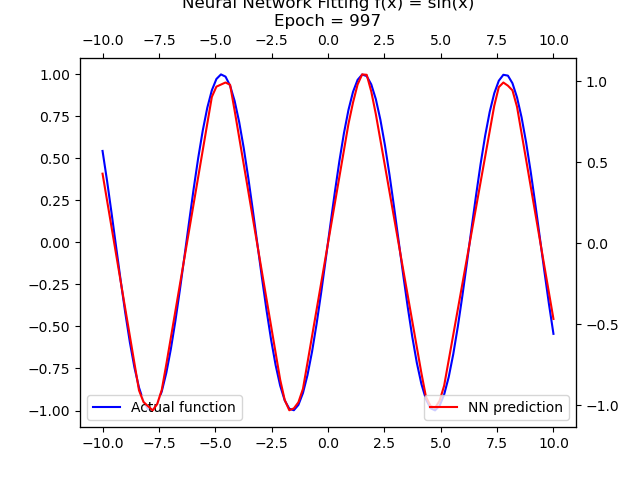 Neural Network Fitting f(x) = sin(x)
Epoch = 997
−10.0 −7.5 −5.0 −2.5 0.0 2.5 5.0 7.5 10.0
1.00
0.75
0.50
0.25
0.00
−0.25
−0.50
−0.75
−1.00
1.0
0.5
0.0
−0.5
−1.0
Actual function
NN prediction
−10.0 −7.5 −5.0 −2.5 0.0 2.5 5.0 7.5 10.0